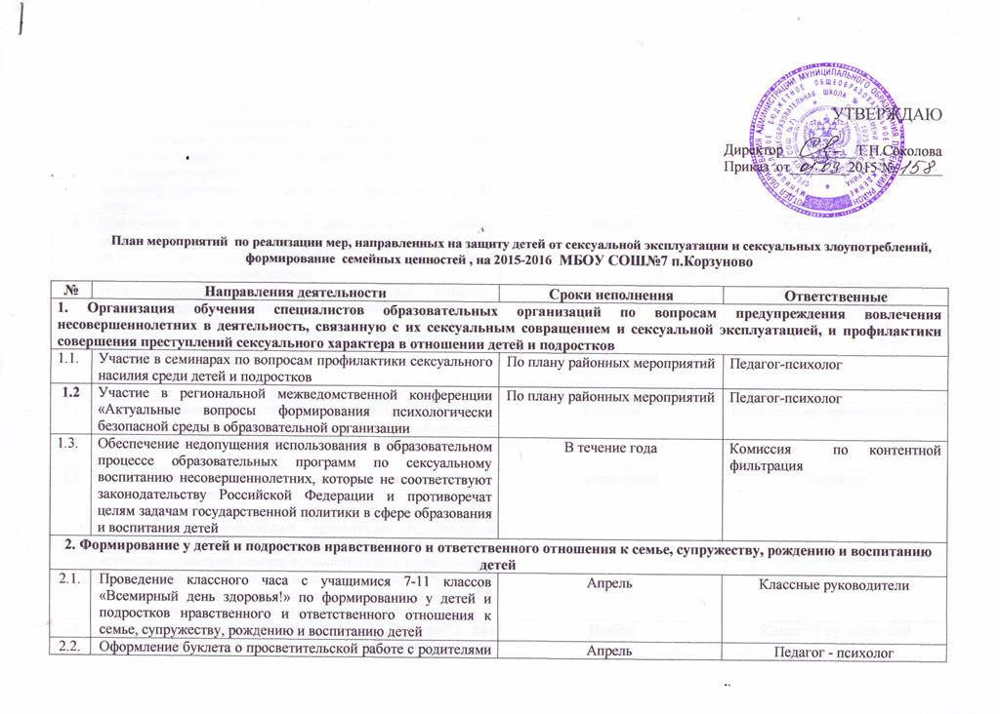 УТВЕРЖДАЮ
Директор Т.П.Соколова
Приказ от 01.09 2015 № 158
План мероприятий по реализации мер, направленных на защиту детей от сексуальной эксплуатации и сексуальных злоупотреблений,
формирование семейных ценностей , на 2015-2016 МБОУ СОШ№7 п.Корзуново
№ Направления деятельности Сроки исполнения Ответственные
1. Организация обучения специалистов образовательных организаций по вопросам предупреждения вовлечения
несовершеннолетних в деятельность, связанную с их сексуальным совращением и сексуальной эксплуатацией, и профилактики
совершения преступлений сексуального характера в отношении детей и подростков
1.1. Участие в семинарах по вопросам профилактики сексуального По плану районных мероприятий Педагог-психолог
насилия среди детей и подростков
1.2 Участие в региональной межведомственной конференции По плану районных мероприятий Педагог-психолог
«Актуальные вопросы формирования психологически
безопасной среды в образовательной организации
1.3. Обеспечение недопущения использования в образовательном В течение года Комиссия по контентной
процессе образовательных программ по сексуальному фильтрация
воспитанию несовершеннолетних, которые не соответствуют
законодательству Российской Федерации и противоречат
целям задачам государственной политики в сфере образования
и воспитания детей
2. Формирование у детей и подростков нравственного и ответственного отношения к семье, супружеству, рождению и воспитанию
детей
2.1. Проведение классного часа с учащимися 7-11 классов Апрель Классные руководители
«Всемирный день здоровья!» по формированию у детей и
подростков нравственного и ответственного отношения к
семье, супружеству, рождению и воспитанию детей
2.2. Оформление буклета о просветительской работе с родителями Апрель Педагог - психолог